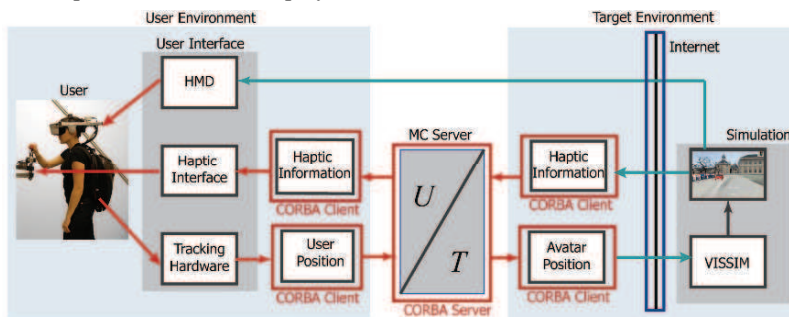 User Environment
Target Environment
User Interface
Internet
User
HMD
MC Server
Simulation
Haptic
Interface
Haptic
Information
CORBA Client
U
T
Haptic
Information
CORBA Client
Tracking
Hardware
User
Position
CORBA Client
CORBA Server
Avatar
Position
CORBA Client
VISSIM